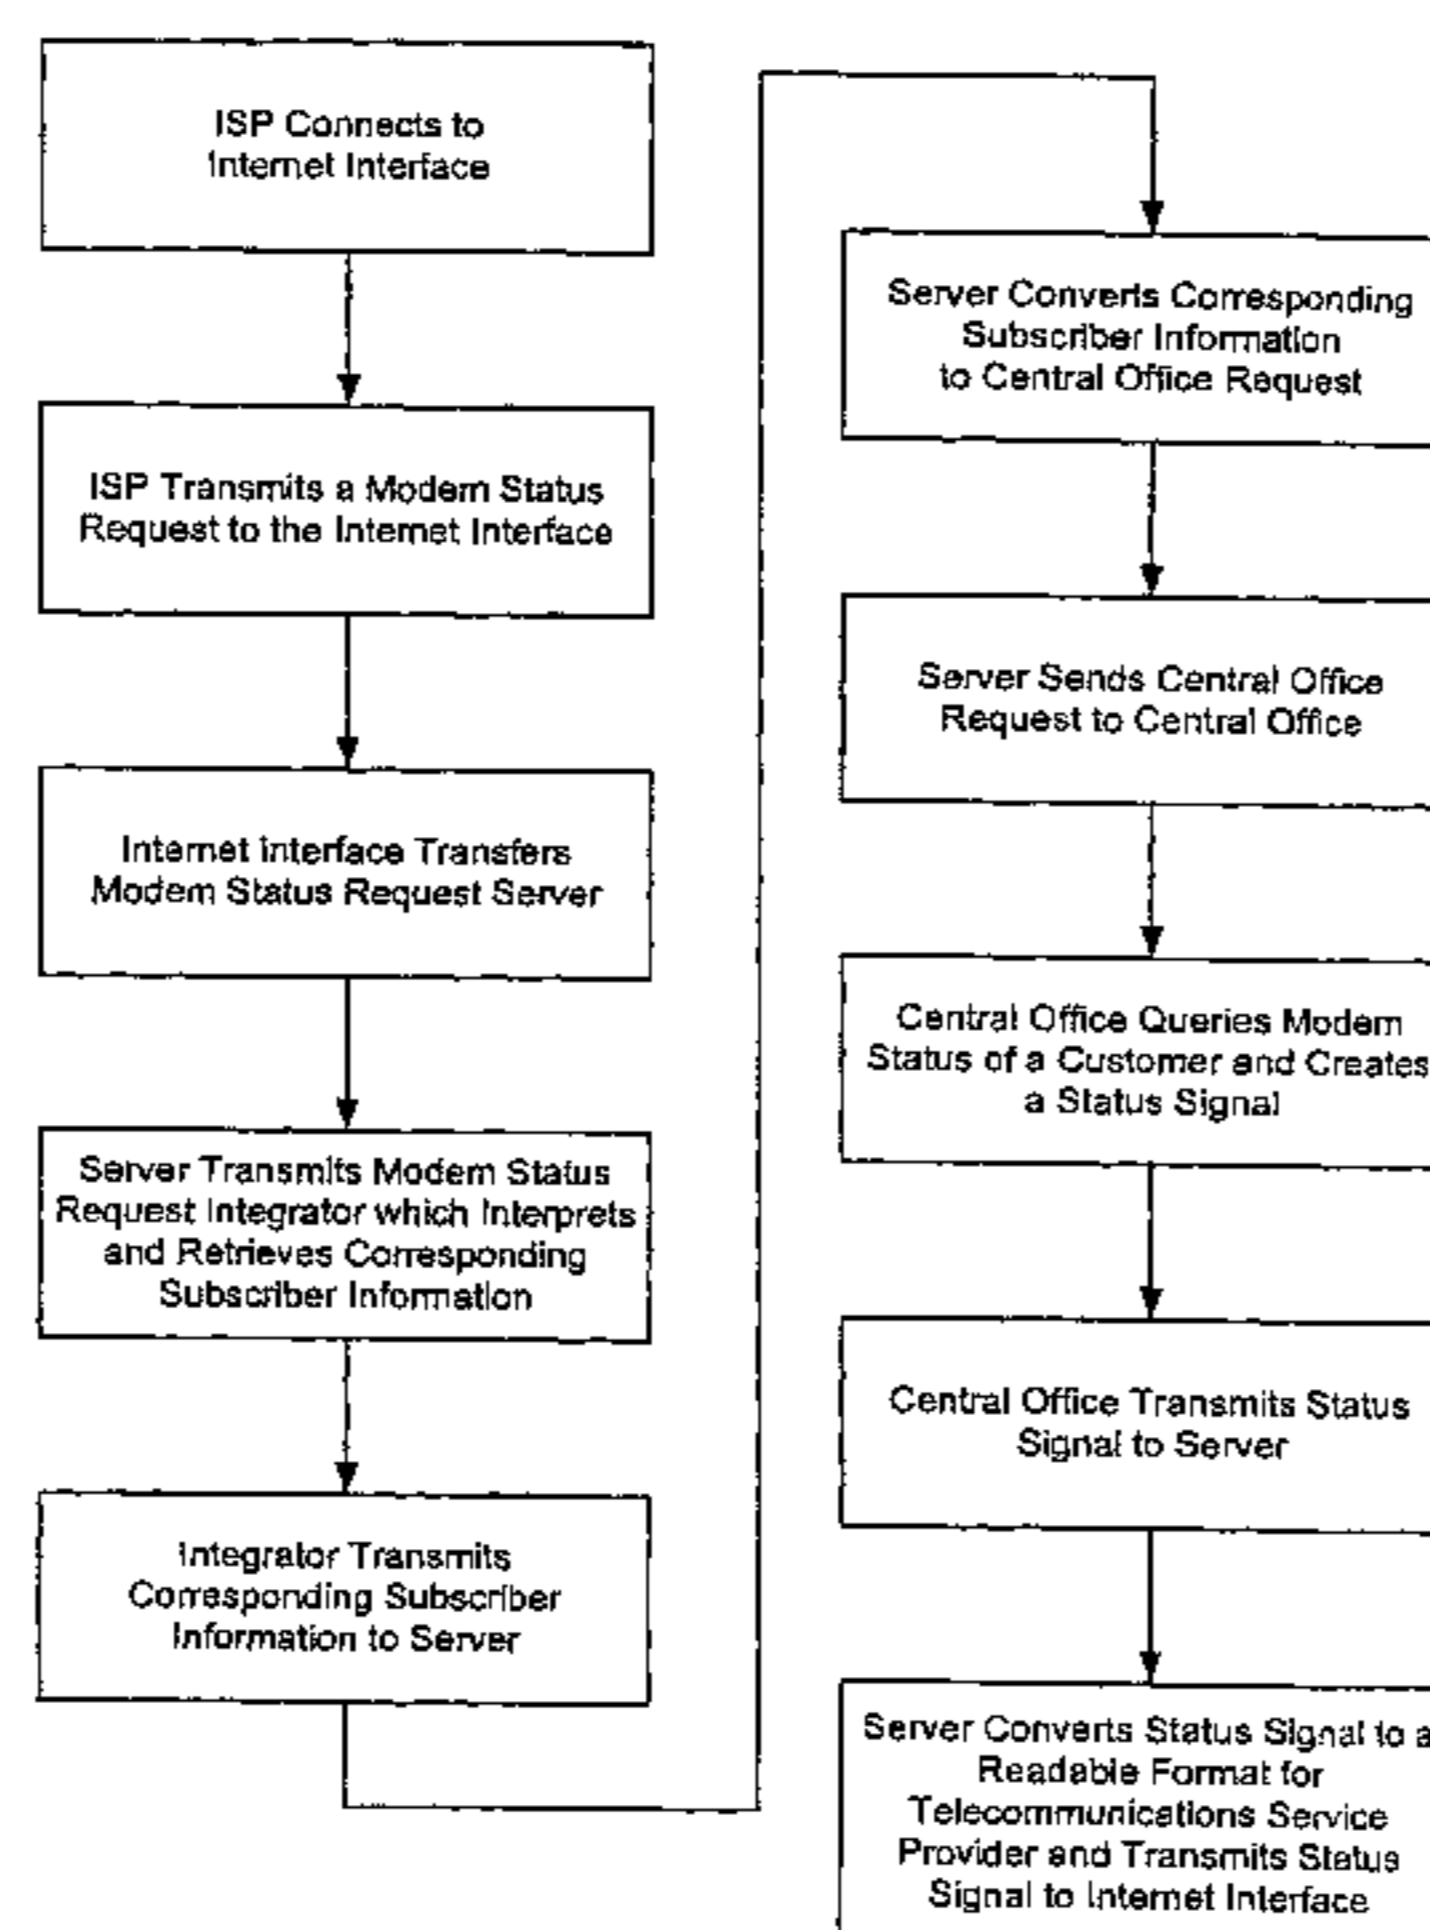 ISP Connects to
Internet Interface
ISP Transmits a Modem Status
Request to the Internet Interface
Internet Interface Transfers
Modem Status Request Server
Server Transmits Modem Status
Request Integrator which Interprets
and Retrieves Corresponding
Subscriber Information
Integrator Transmits
Corresponding Subscriber
Information to Server
Server Converts Corresponding
Subscriber Information
to Central Office Request
Server Sends Central Office
Request to Central Office
Central Office Queries Modem
Status of a Customer and Creates
a Status Signal
Central Office Transmits Status
Signal to Server
Server Converts Status Signal to a
Readable Format for
Telecommunications Service
Provider and Transmits Status
Signal to Internet Interface